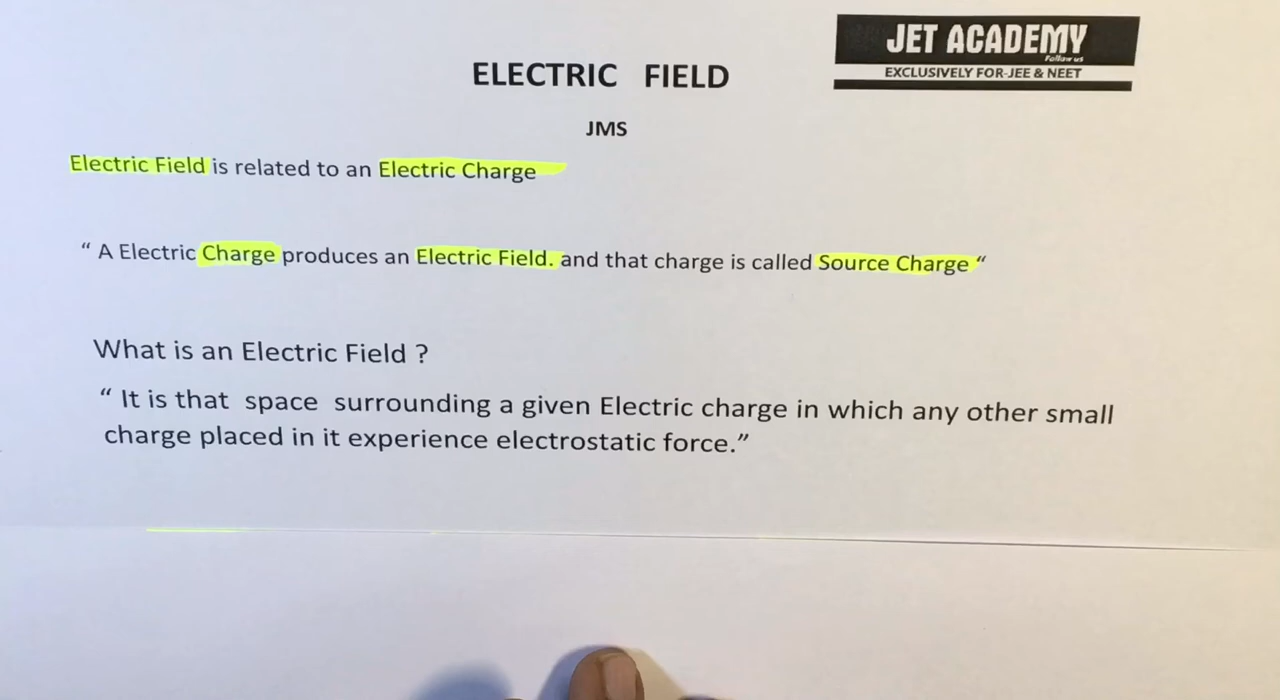 JET ACADEMY
Follow us
EXCLUSIVELY FOR-JEE & NEET
ELECTRIC FIELD
JMS
Electric Field is related to an Electric Charge
“ A Electric Charge produces an Electric Field. and that charge is called Source Charge “
What is an Electric Field ?
“ It is that space surrounding a given Electric charge in which any other small
charge placed in it experience electrostatic force.”